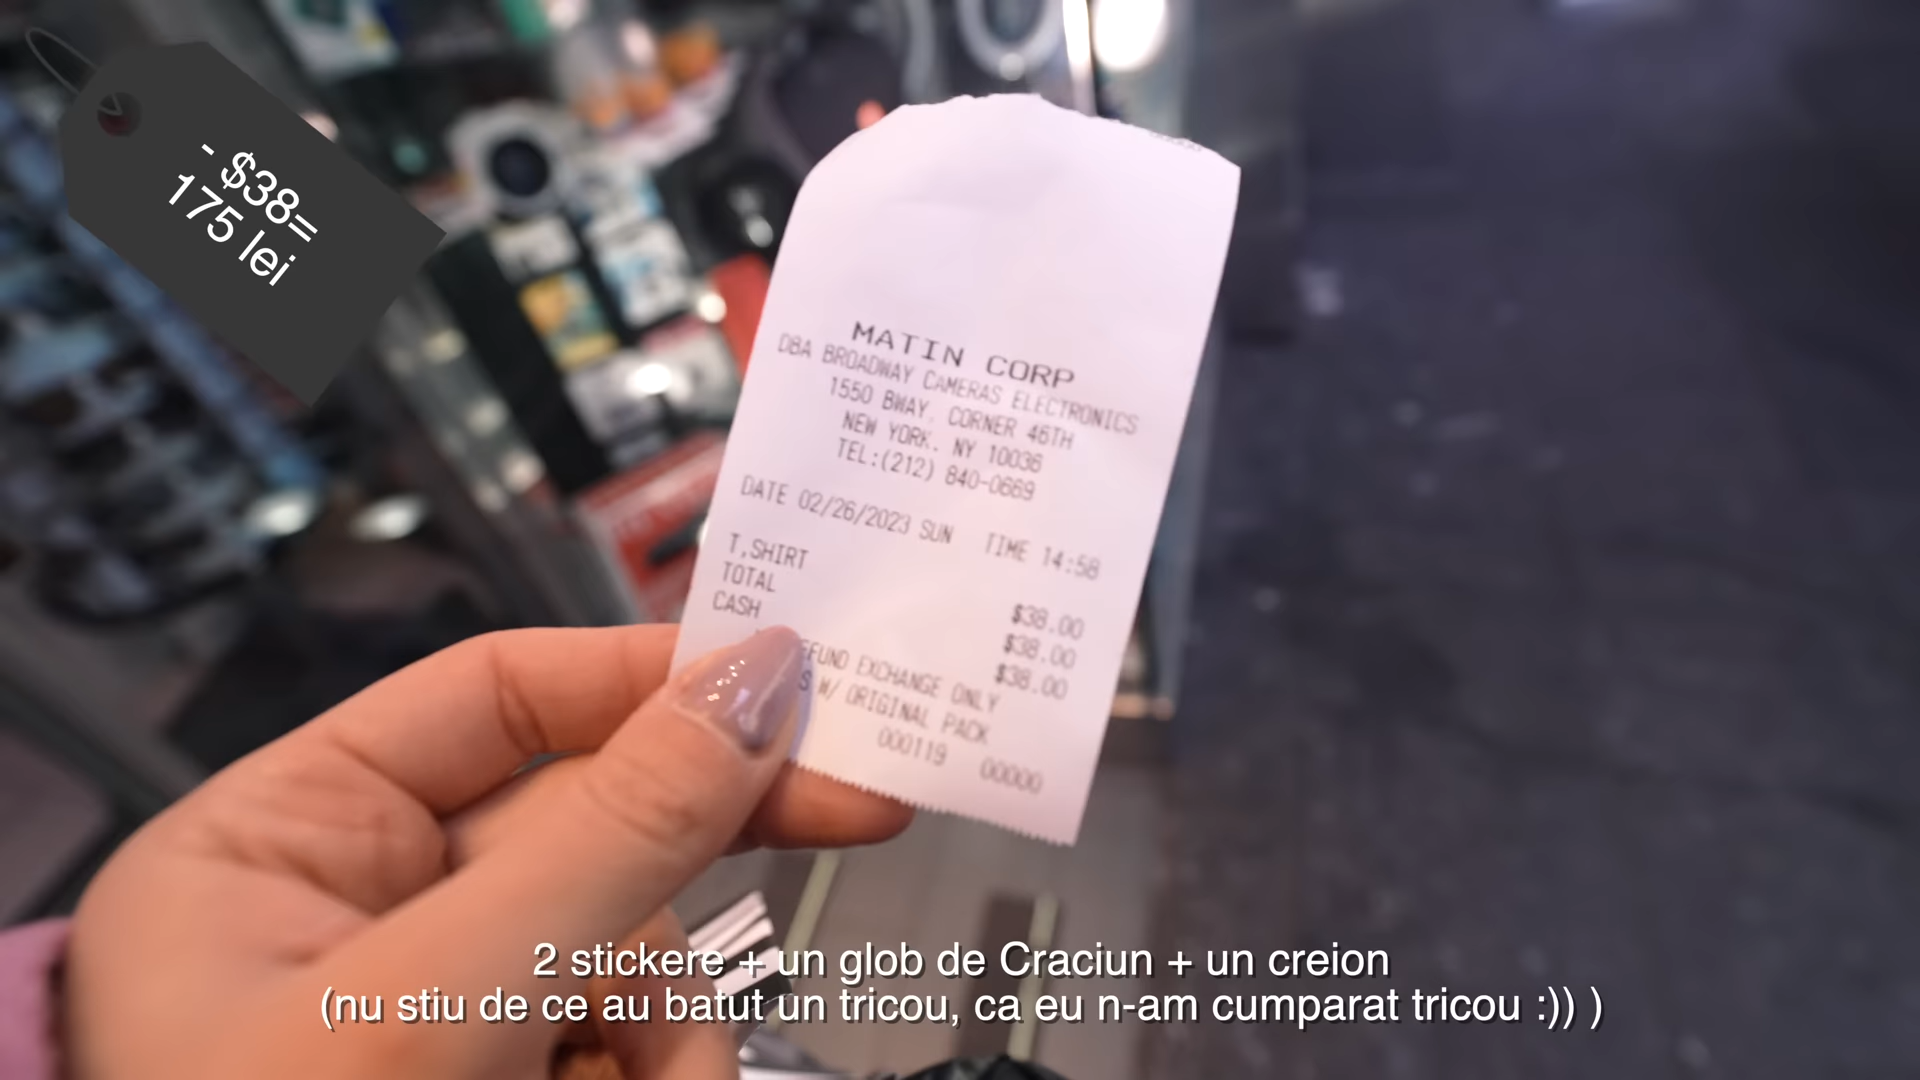 - $38=
175 lei
MATIN CORP
DBA BROADWAY CAMERAS ELECTRONICS
1550 BWAY. CORNER 46TH
NEW YORK. NY 10036
TEL:(212) 840-0669
DATE 02/26/2023 SUN TIME 14:58
T.SHIRT $38.00
TOTAL $38.00
CASH $38.00
EXCHANGE ONLY
W/ ORIGINAL PACK
000119 00000
2 stickere + un glob de Craciun + un creion
(nu stiu de ce au batut un tricou, ca eu n-am cumparat tricou :)) )